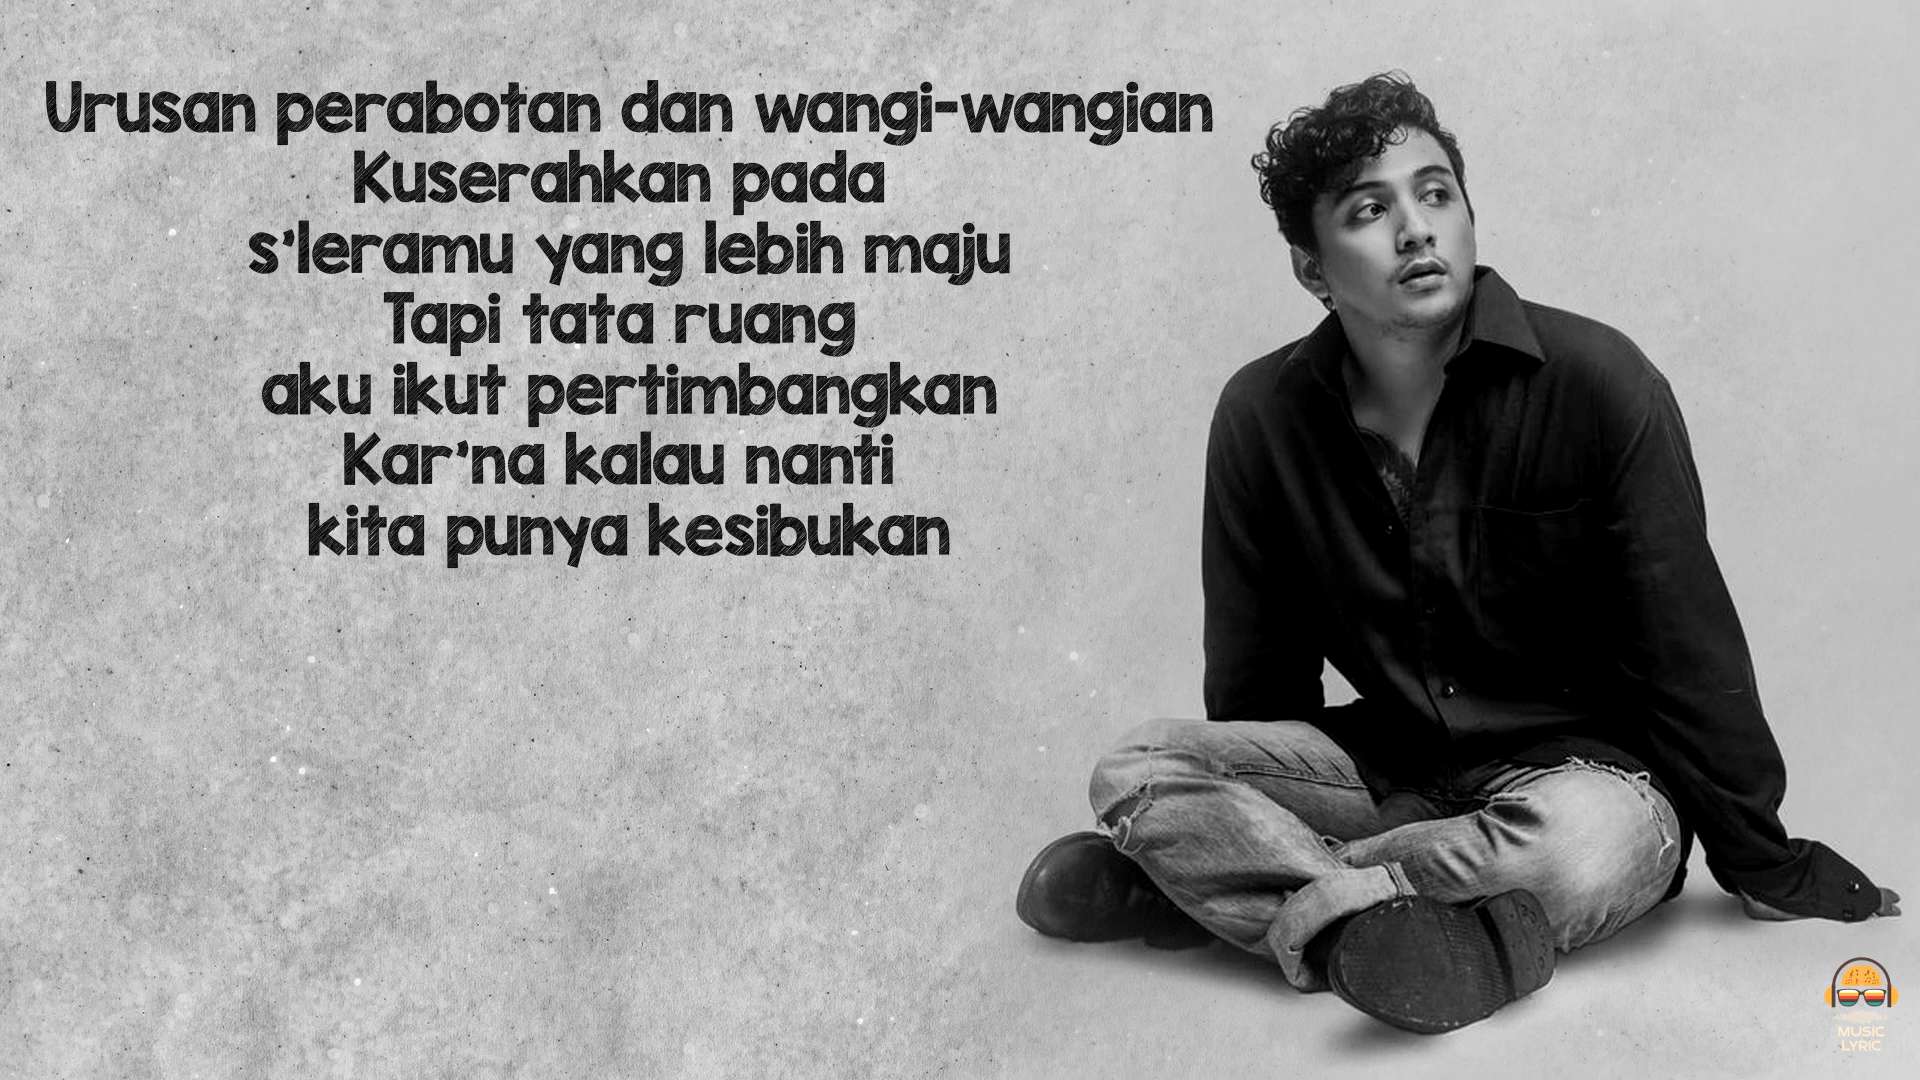 Urusan perabotan dan wangi-wangian
Kuserahkan pada
s'leramu yang lebih maju
Tapi tata ruang
aku ikut pertimbangkan
Kar'na kalau nanti
kita punya kesibukan
MUSIC
LYRIC